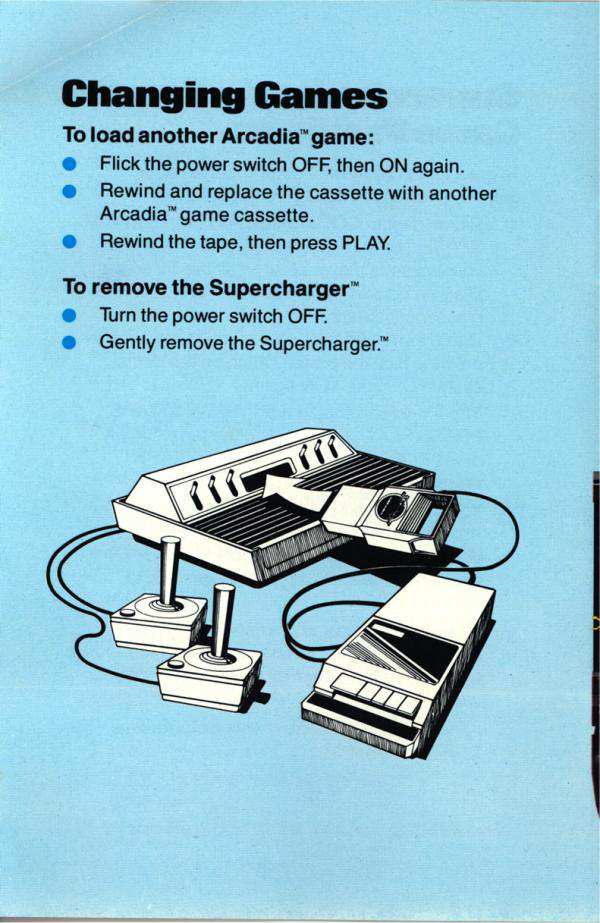 Changing Games
To load another Arcadia™ game:
● Flick the power switch OFF, then ON again.
● Rewind and replace the cassette with another
Arcadia™ game cassette.
● Rewind the tape, then press PLAY.
To remove the Supercharger™
● Turn the power switch OFF.
● Gently remove the Supercharger.™